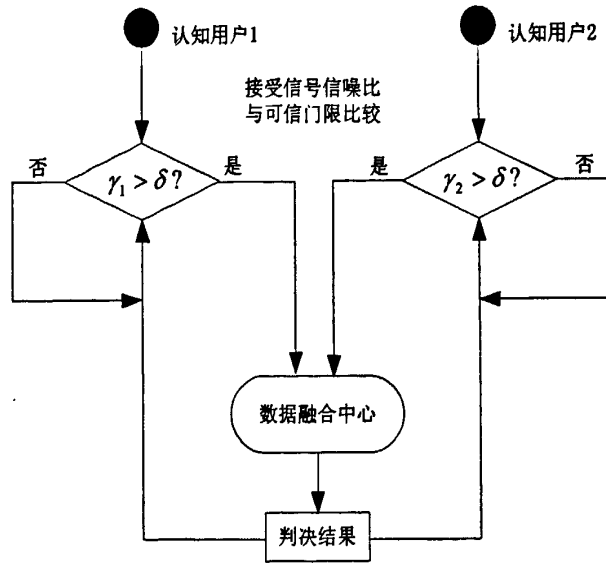 认知用户1
认知用户2
接受信号信噪比
与可信门限比较
否
γ₁ > δ?
是
是
γ₂ > δ?
否
数据融合中心
判决结果